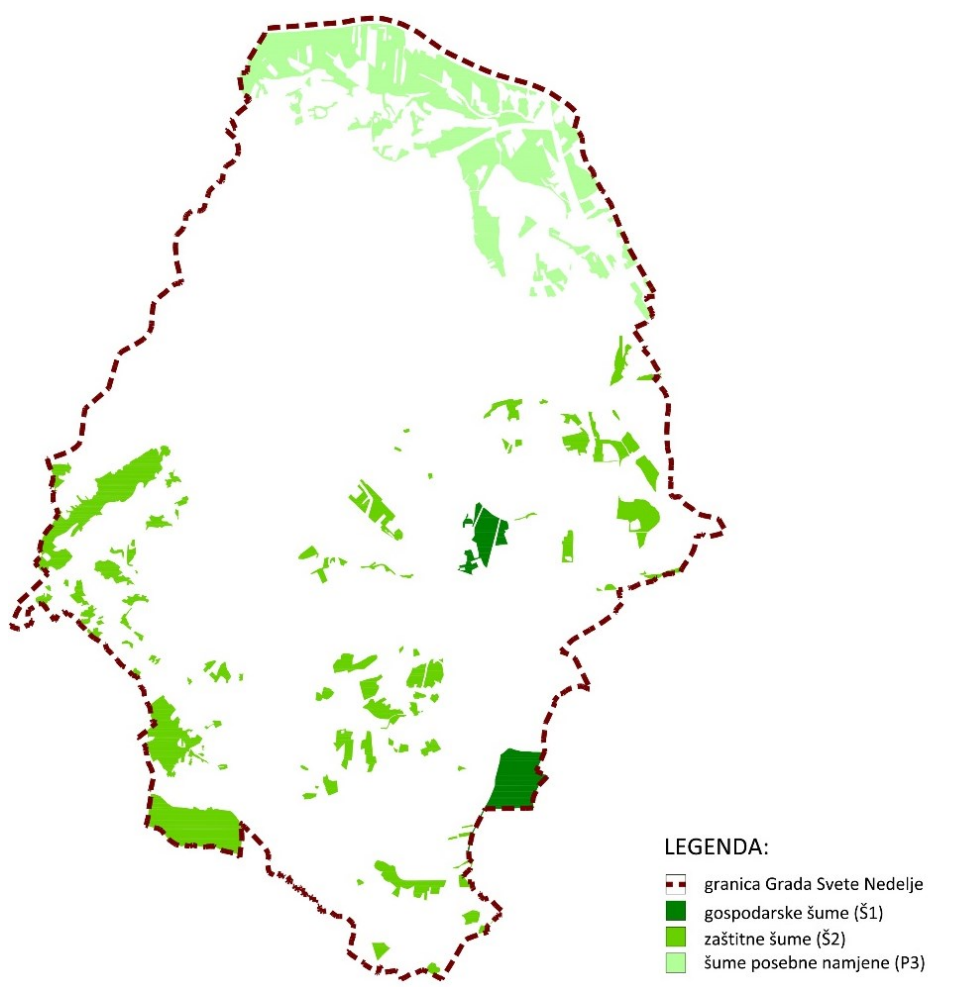 LEGENDA:
granica Grada Svete Nedelje
gospodarske šume (Š1)
zaštitne šume (Š2)
šume posebne namjene (P3)